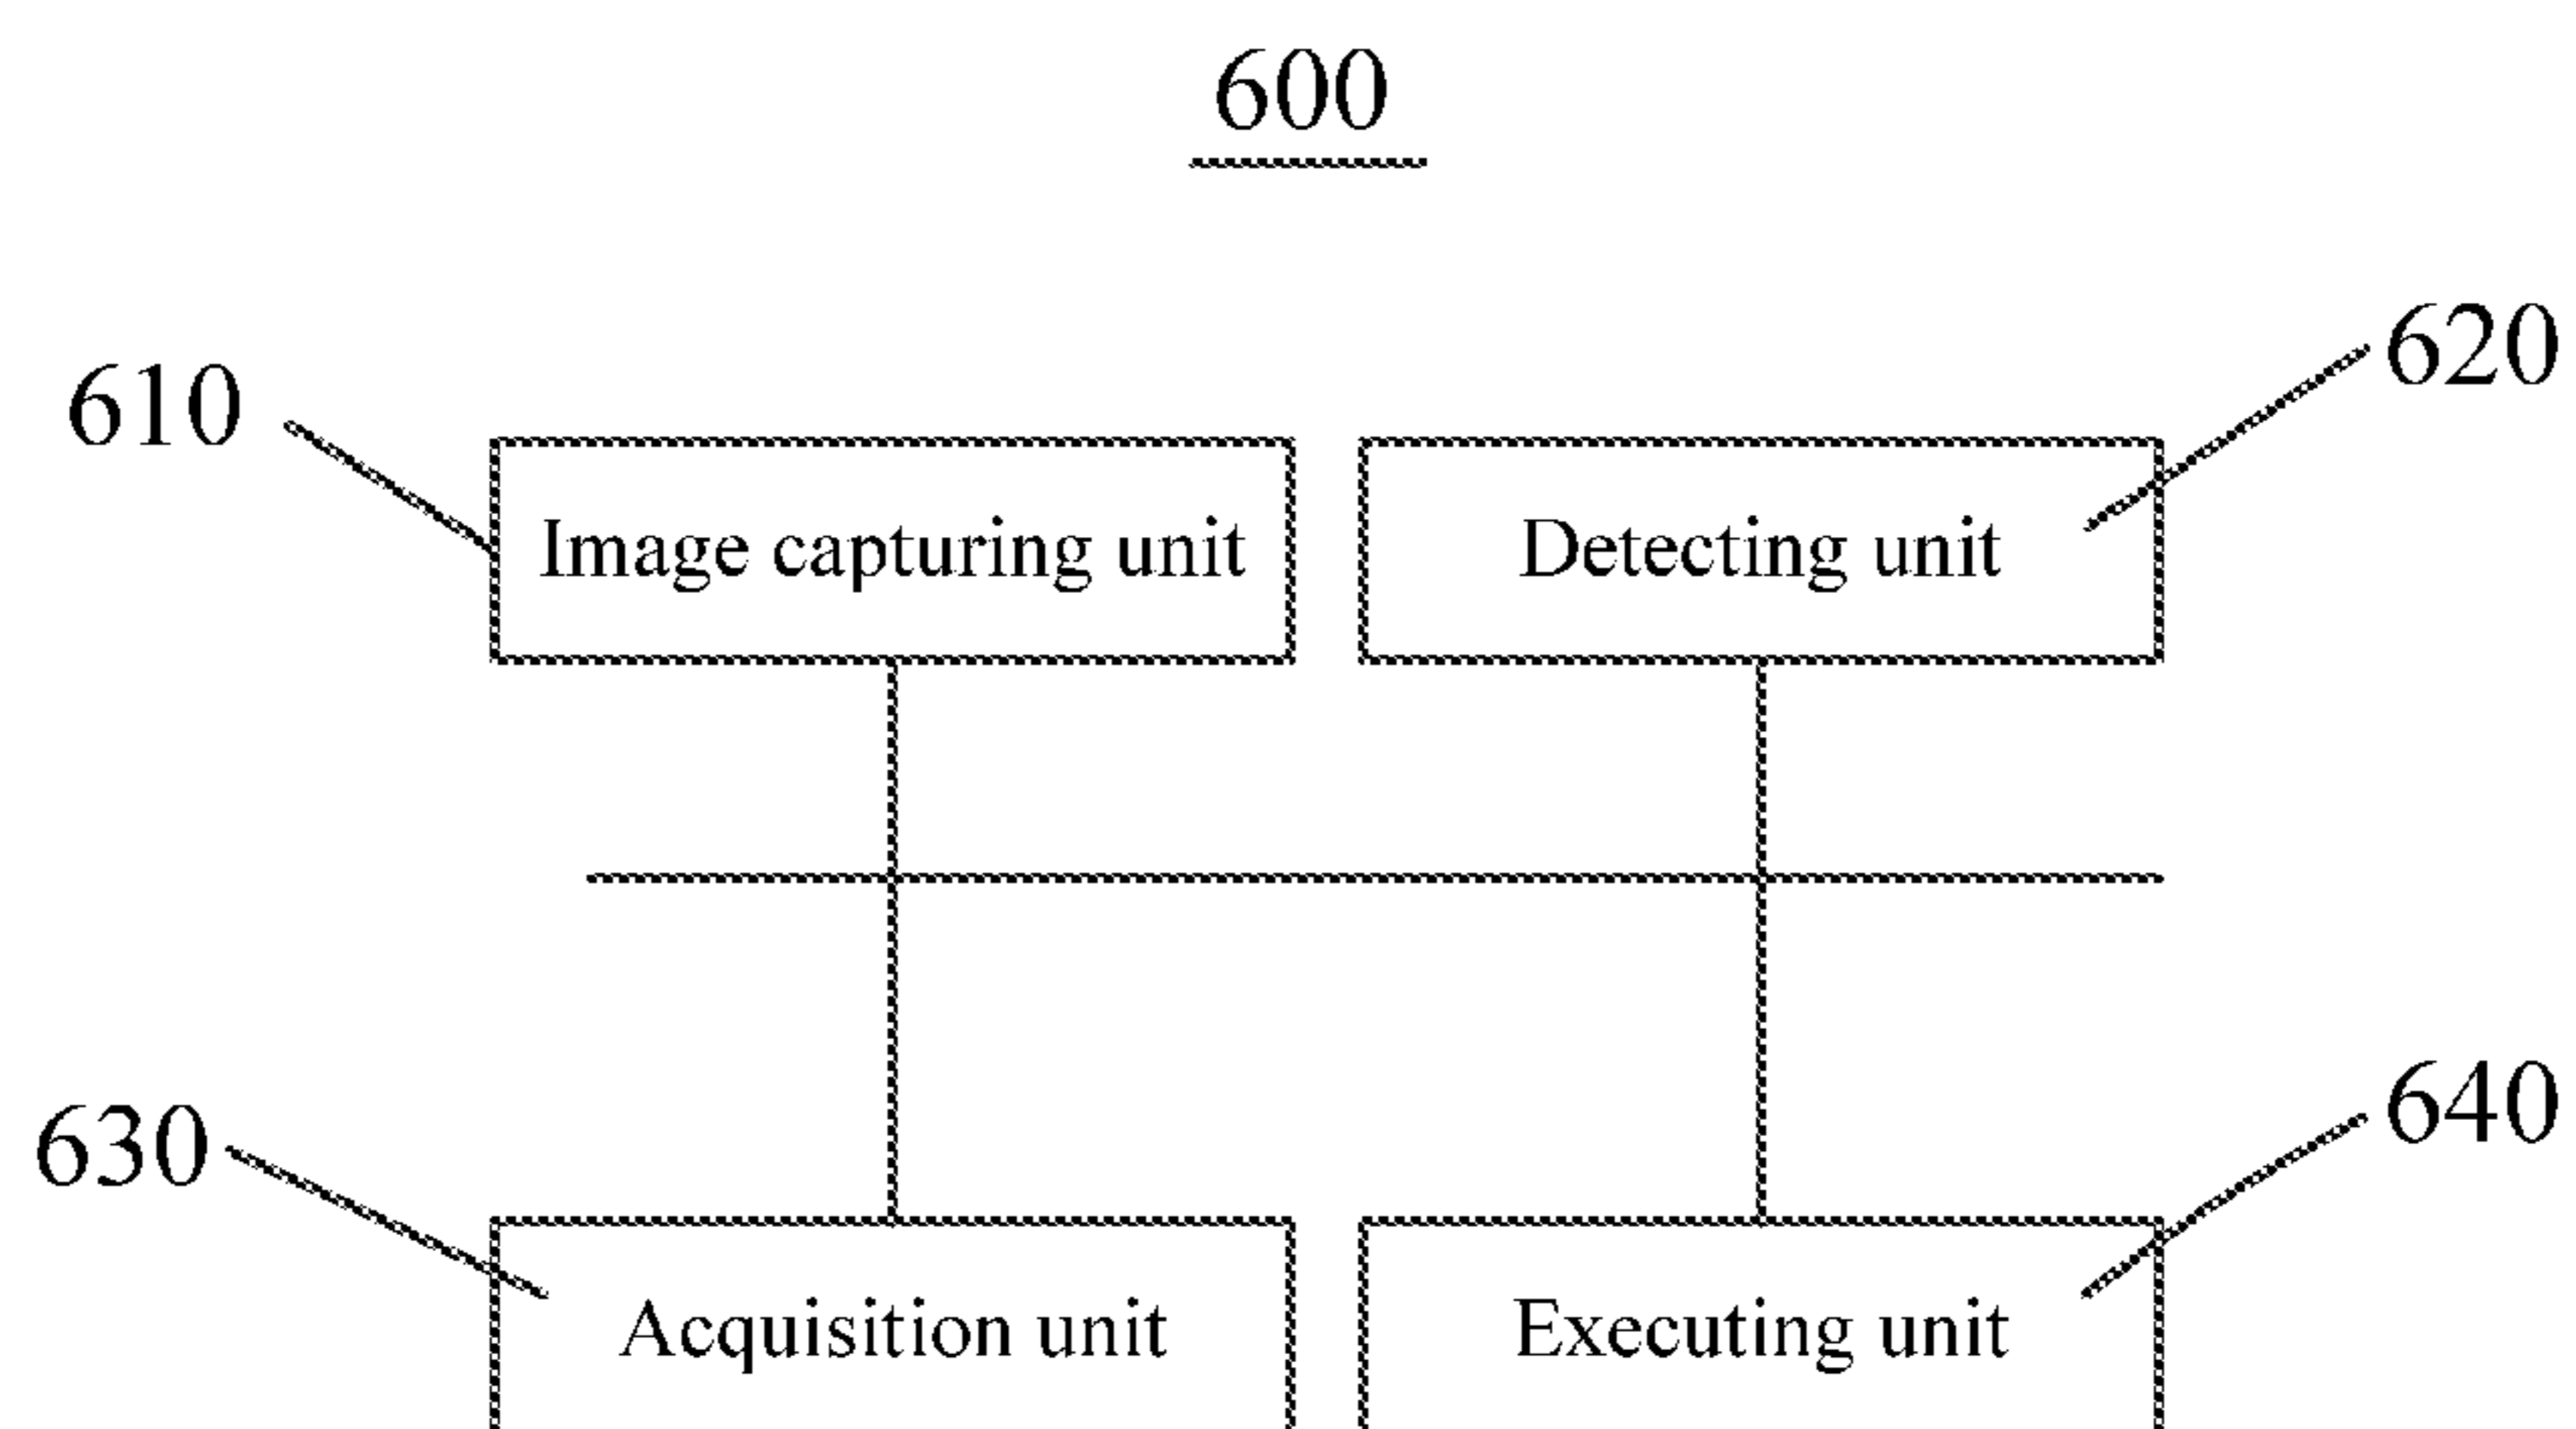 600
610
620
Image capturing unit
Detecting unit
630
640
Acquisition unit
Executing unit